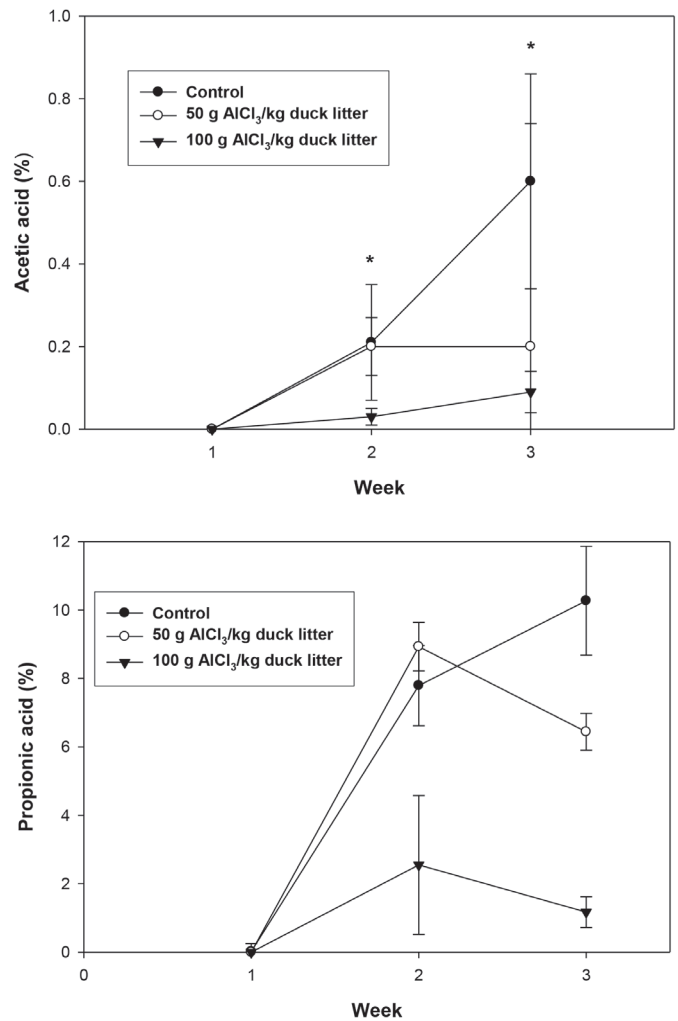 1.0
*
Control
50 g AlCl3/kg duck litter
100 g AlCl3/kg duck litter
0.8
0.6
Acetic acid (%)
0.4
*
0.2
0.0
1 2 3
Week
12
Control
50 g AlCl3/kg duck litter
100 g AlCl3/kg duck litter
10
8
Propionic acid (%)
6
4
2
0
0 1 2 3
Week